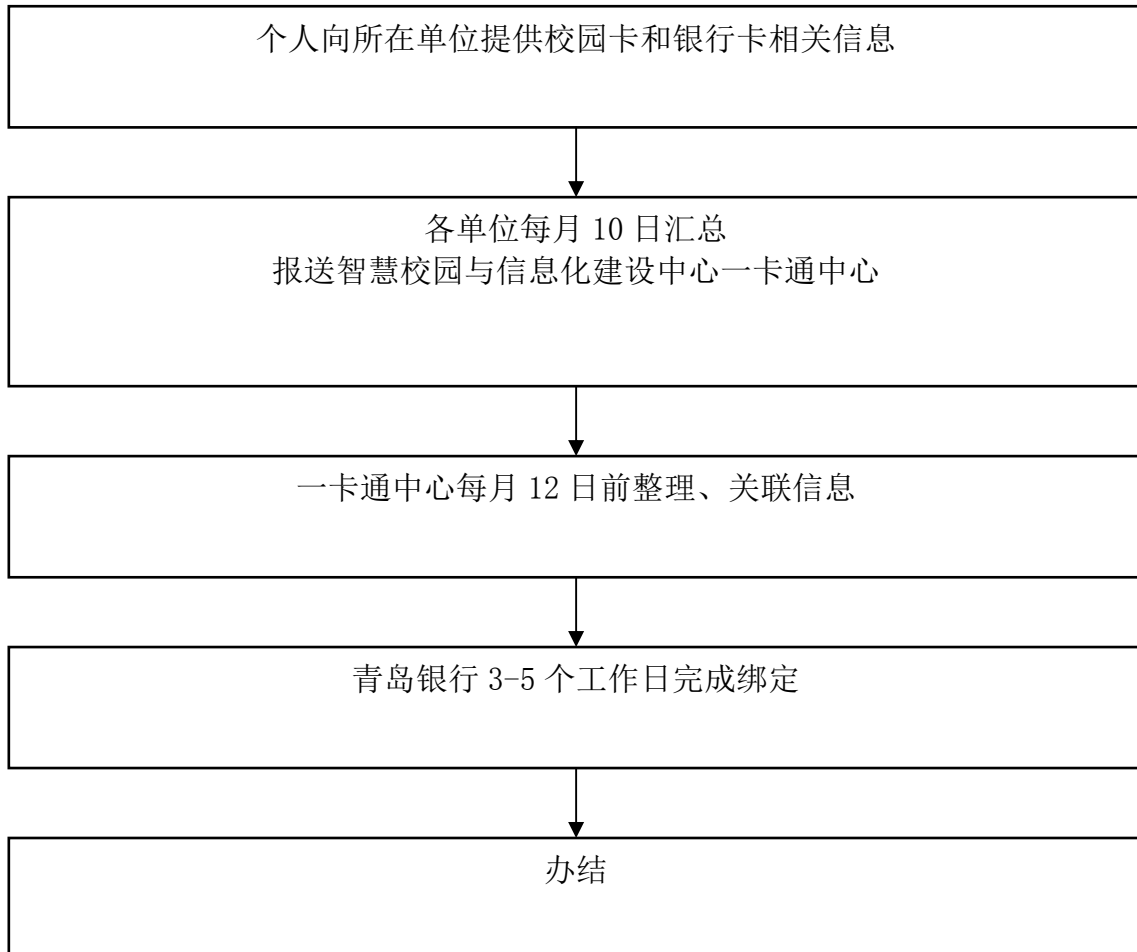 个人向所在单位提供校园卡和银行卡相关信息
各单位每月 10 日汇总
报送智慧校园与信息化建设中心一卡通中心
一卡通中心每月 12 日前整理、关联信息
青岛银行 3-5 个工作日完成绑定
办结